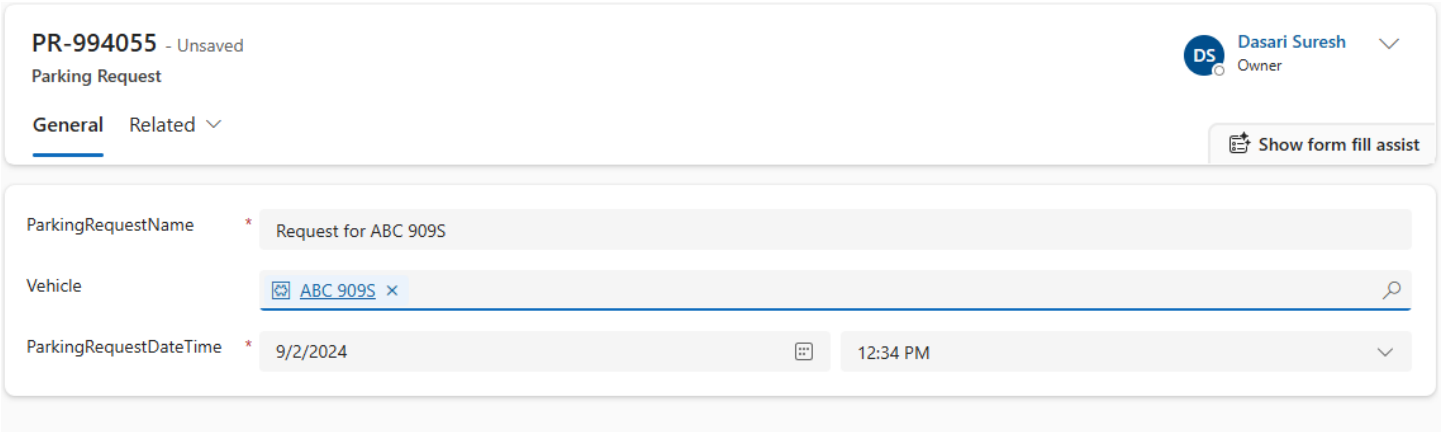 PR-994055 - Unsaved
Parking Request
DS
Dasari Suresh
Owner
General Related
Show form fill assist
ParkingRequestName * Request for ABC 909S
Vehicle ABC 909S ×
ParkingRequestDateTime * 9/2/2024 12:34 PM